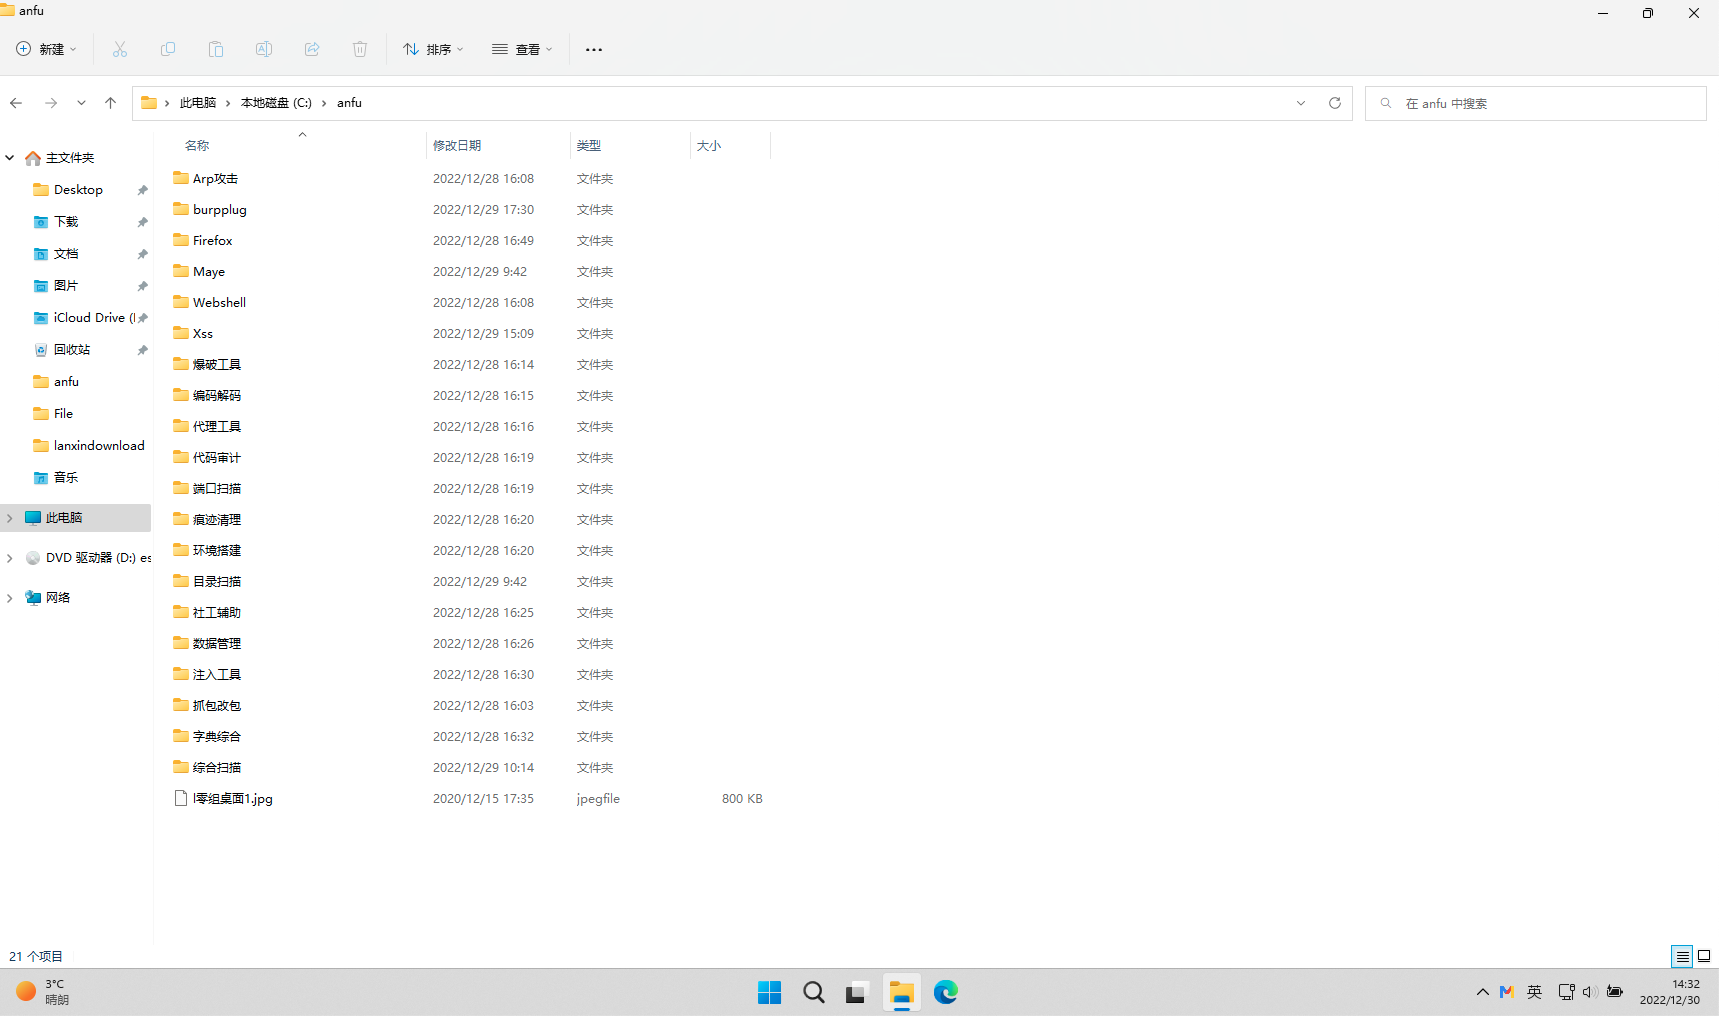 anfu
新建
排序
查看
此电脑
本地磁盘 (C:)
anfu
在 anfu 中搜索
名称
修改日期
类型
大小
主文件夹
Desktop
下载
文档
图片
iCloud Drive (I
回收站
anfu
File
lanxindownload
音乐
此电脑
DVD 驱动器 (D:) es
网络
Arp攻击 2022/12/28 16:08 文件夹
burpplug 2022/12/29 17:30 文件夹
Firefox 2022/12/28 16:49 文件夹
Maye 2022/12/29 9:42 文件夹
Webshell 2022/12/28 16:08 文件夹
Xss 2022/12/29 15:09 文件夹
爆破工具 2022/12/28 16:14 文件夹
编码解码 2022/12/28 16:15 文件夹
代理工具 2022/12/28 16:16 文件夹
代码审计 2022/12/28 16:19 文件夹
端口扫描 2022/12/28 16:19 文件夹
痕迹清理 2022/12/28 16:20 文件夹
环境搭建 2022/12/28 16:20 文件夹
目录扫描 2022/12/29 9:42 文件夹
社工辅助 2022/12/28 16:25 文件夹
数据管理 2022/12/28 16:26 文件夹
注入工具 2022/12/28 16:30 文件夹
抓包改包 2022/12/28 16:03 文件夹
字典综合 2022/12/28 16:32 文件夹
综合扫描 2022/12/29 10:14 文件夹
l零组桌面1.jpg 2020/12/15 17:35 jpegfile 800 KB
21 个项目
3°C
晴朗
英
14:32
2022/12/30